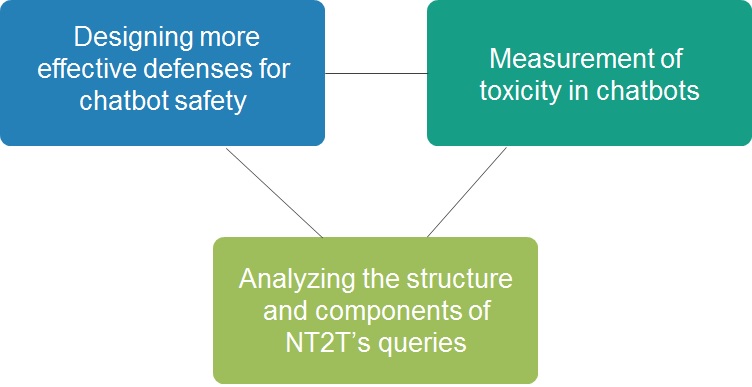 Designing more
effective defenses for
chatbot safety
Measurement of
toxicity in chatbots
Analyzing the structure
and components of
NT2T’s queries